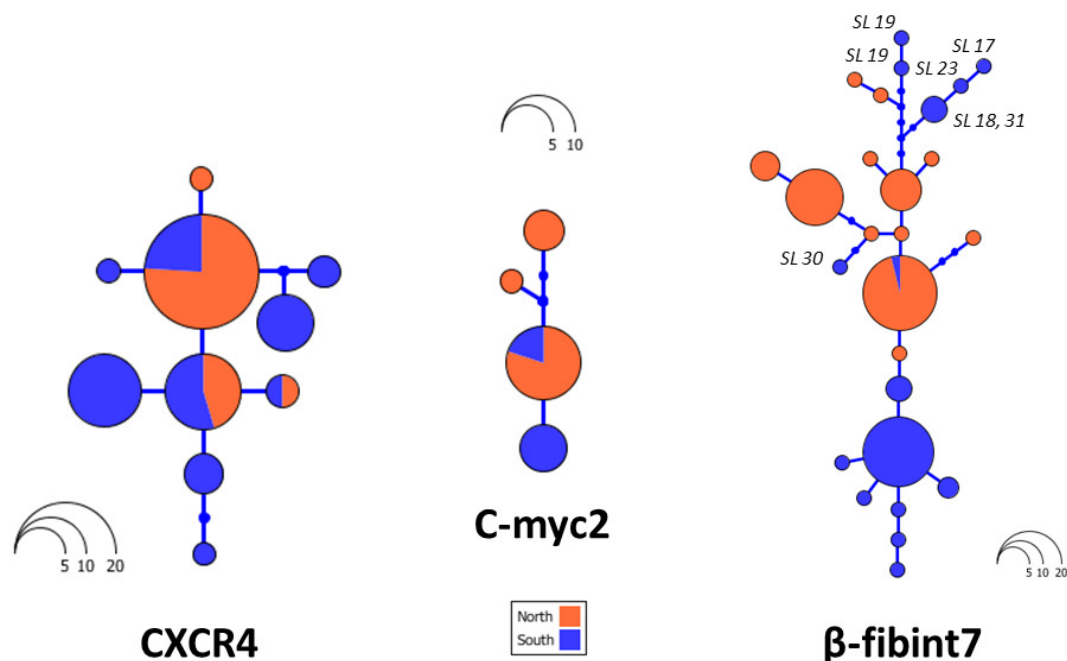 SL 19
SL 19
SL 17
SL 23
SL 18, 31
SL 30
5 10
5 10 20
5 10 20
C-myc2
North
South
CXCR4
β-fibint7